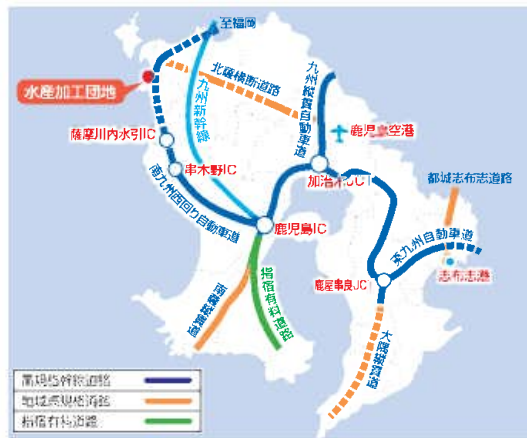 至福岡
水産加工団地
北薩横断道路
九州縦貫自動車道
九州新幹線
鹿児島空港
薩摩川内水引IC
串木野IC
加治木JCT
都城志布志道路
南九州西回り自動車道
鹿児島IC
東九州自動車道
志布志港
鹿屋串良JCT
指宿有料道路
南薩縦貫道
大隅縦貫道
高規格幹線道路
地域高規格道路
指宿有料道路